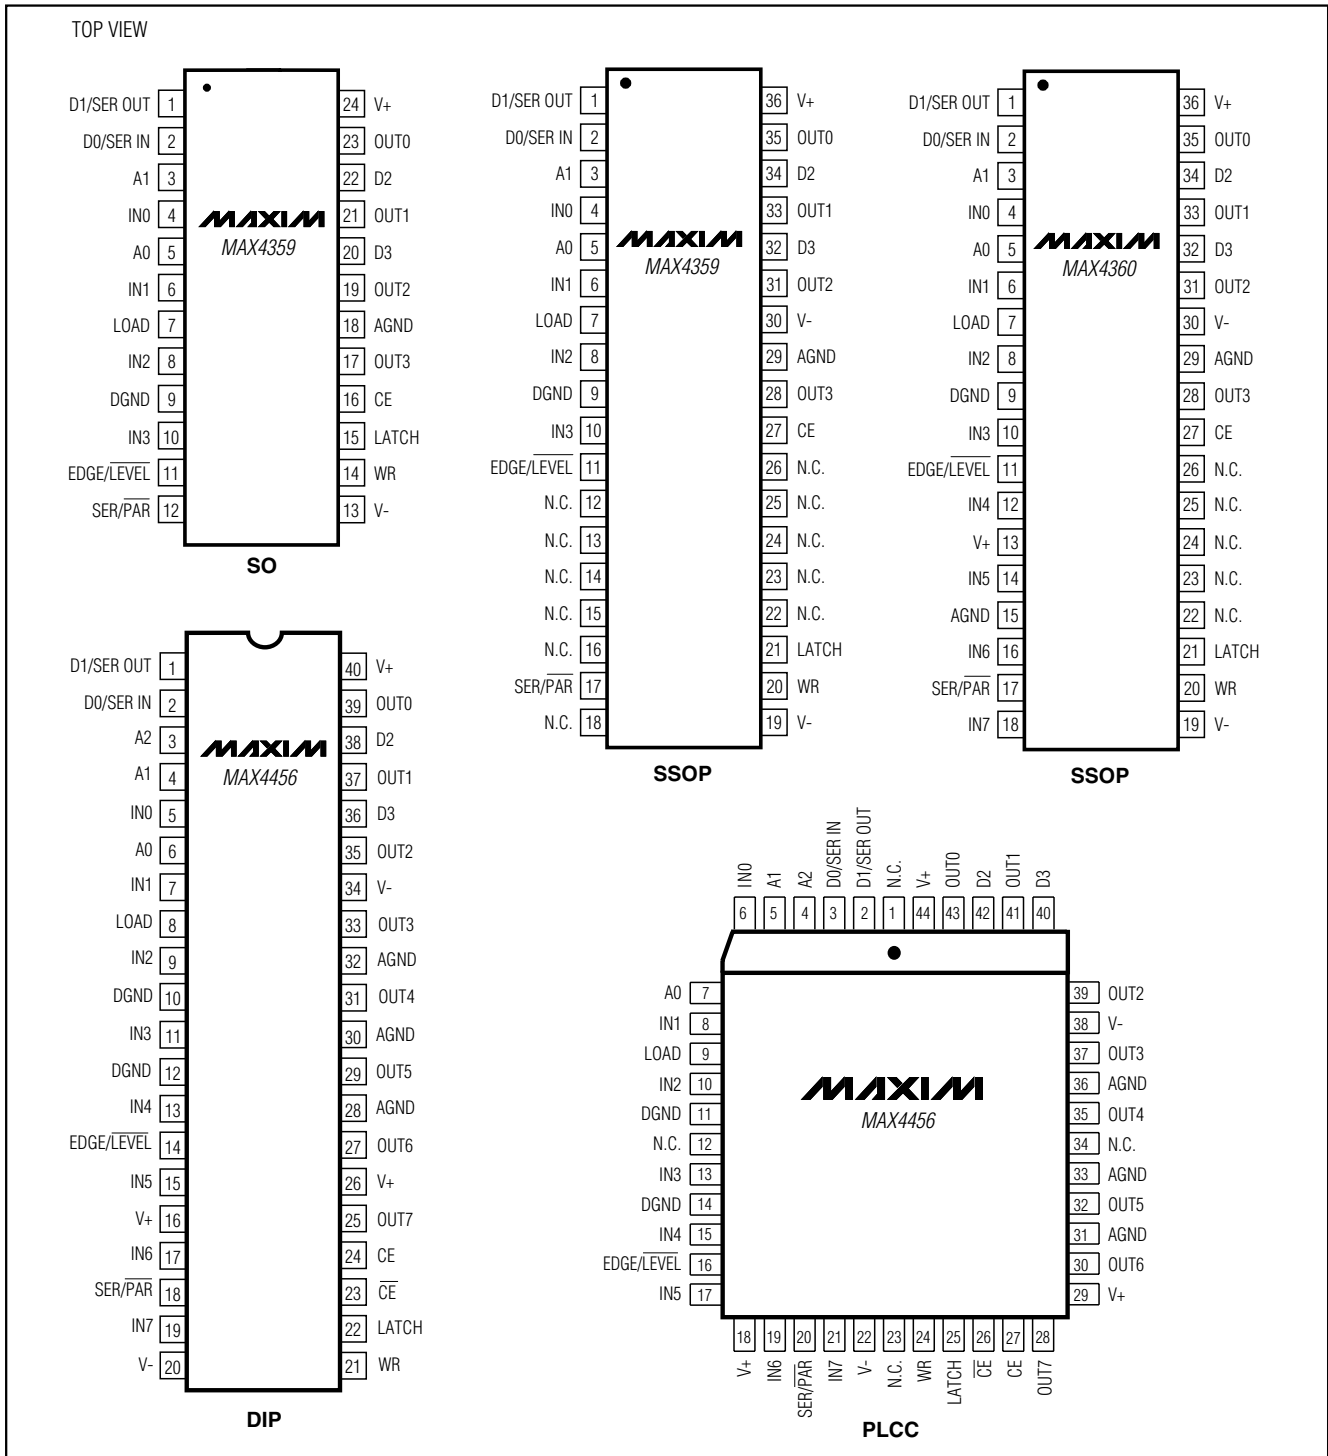 TOP VIEW
D1/SER OUT 1
D0/SER IN 2
A1 3
IN0 4
A0 5
IN1 6
LOAD 7
IN2 8
DGND 9
IN3 10
EDGE/LEVEL 11
SER/PAR 12
MAXIM
MAX4359
24 V+
23 OUT0
22 D2
21 OUT1
20 D3
19 OUT2
18 AGND
17 OUT3
16 CE
15 LATCH
14 WR
13 V-
SO
D1/SER OUT 1
D0/SER IN 2
A1 3
IN0 4
A0 5
IN1 6
LOAD 7
IN2 8
DGND 9
IN3 10
EDGE/LEVEL 11
N.C. 12
N.C. 13
N.C. 14
N.C. 15
N.C. 16
SER/PAR 17
N.C. 18
MAXIM
MAX4359
36 V+
35 OUT0
34 D2
33 OUT1
32 D3
31 OUT2
30 V-
29 AGND
28 OUT3
27 CE
26 N.C.
25 N.C.
24 N.C.
23 N.C.
22 N.C.
21 LATCH
20 WR
19 V-
SSOP
D1/SER OUT 1
D0/SER IN 2
A1 3
IN0 4
A0 5
IN1 6
LOAD 7
IN2 8
DGND 9
IN3 10
EDGE/LEVEL 11
IN4 12
V+ 13
IN5 14
AGND 15
IN6 16
SER/PAR 17
IN7 18
MAXIM
MAX4360
36 V+
35 OUT0
34 D2
33 OUT1
32 D3
31 OUT2
30 V-
29 AGND
28 OUT3
27 CE
26 N.C.
25 N.C.
24 N.C.
23 N.C.
22 N.C.
21 LATCH
20 WR
19 V-
SSOP
D1/SER OUT 1
D0/SER IN 2
A2 3
A1 4
IN0 5
A0 6
IN1 7
LOAD 8
IN2 9
DGND 10
IN3 11
DGND 12
IN4 13
EDGE/LEVEL 14
IN5 15
V+ 16
IN6 17
SER/PAR 18
IN7 19
V- 20
MAXIM
MAX4456
40 V+
39 OUT0
38 D2
37 OUT1
36 D3
35 OUT2
34 V-
33 OUT3
32 AGND
31 OUT4
30 AGND
29 OUT5
28 AGND
27 OUT6
26 V+
25 OUT7
24 CE
23 CE
22 LATCH
21 WR
DIP
IN0 6
A1 5
A2 4
D0/SER IN 3
D1/SER OUT 2
N.C. 1
V+ 44
OUT0 43
D2 42
OUT1 41
D3 40
A0 7
IN1 8
LOAD 9
IN2 10
DGND 11
N.C. 12
IN3 13
DGND 14
IN4 15
EDGE/LEVEL 16
IN5 17
MAXIM
MAX4456
39 OUT2
38 V-
37 OUT3
36 AGND
35 OUT4
34 N.C.
33 AGND
32 OUT5
31 AGND
30 OUT6
29 V+
18 V+
19 IN6
20 SER/PAR
21 IN7
22 V-
23 N.C.
24 WR
25 LATCH
26 CE
27 CE
28 OUT7
PLCC